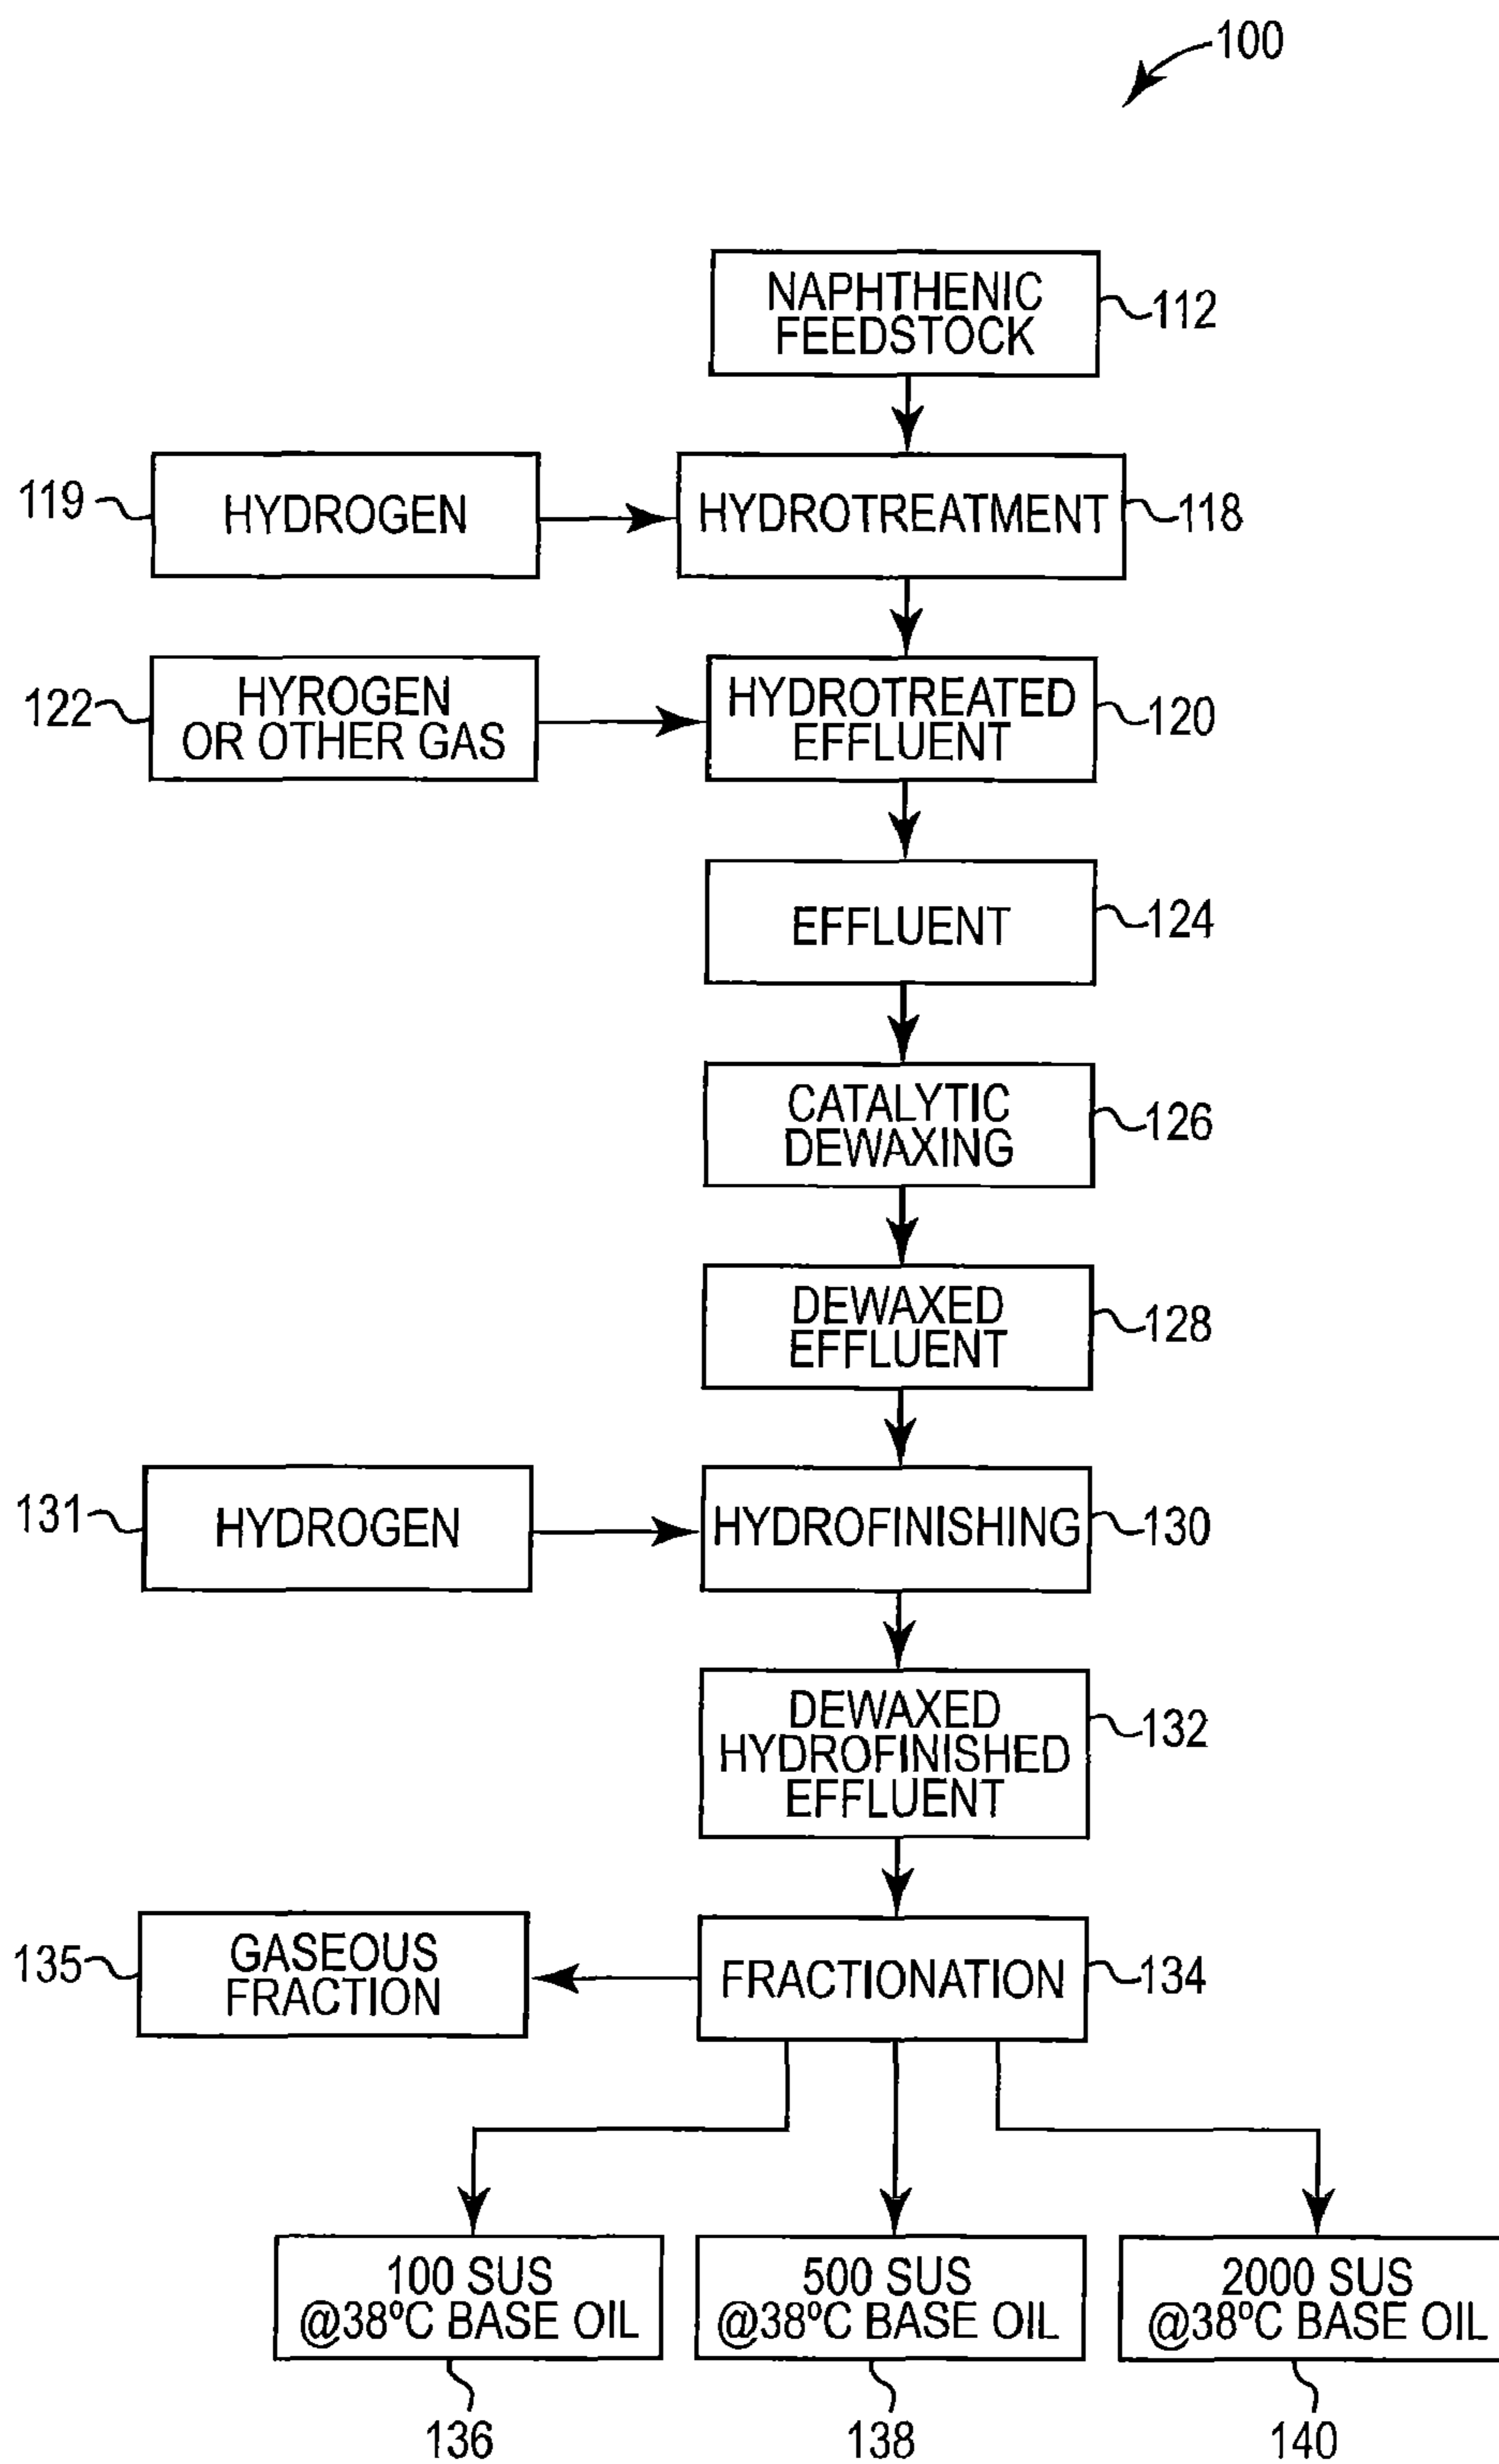 100
NAPHTHENIC
FEEDSTOCK
112
119
HYDROGEN
HYDROTREATMENT
118
122
HYROGEN
OR OTHER GAS
HYDROTREATED
EFFLUENT
120
EFFLUENT
124
CATALYTIC
DEWAXING
126
DEWAXED
EFFLUENT
128
131
HYDROGEN
HYDROFINISHING
130
DEWAXED
HYDROFINISHED
EFFLUENT
132
135
GASEOUS
FRACTION
FRACTIONATION
134
100 SUS
@38ºC BASE OIL
500 SUS
@38ºC BASE OIL
2000 SUS
@38ºC BASE OIL
136
138
140